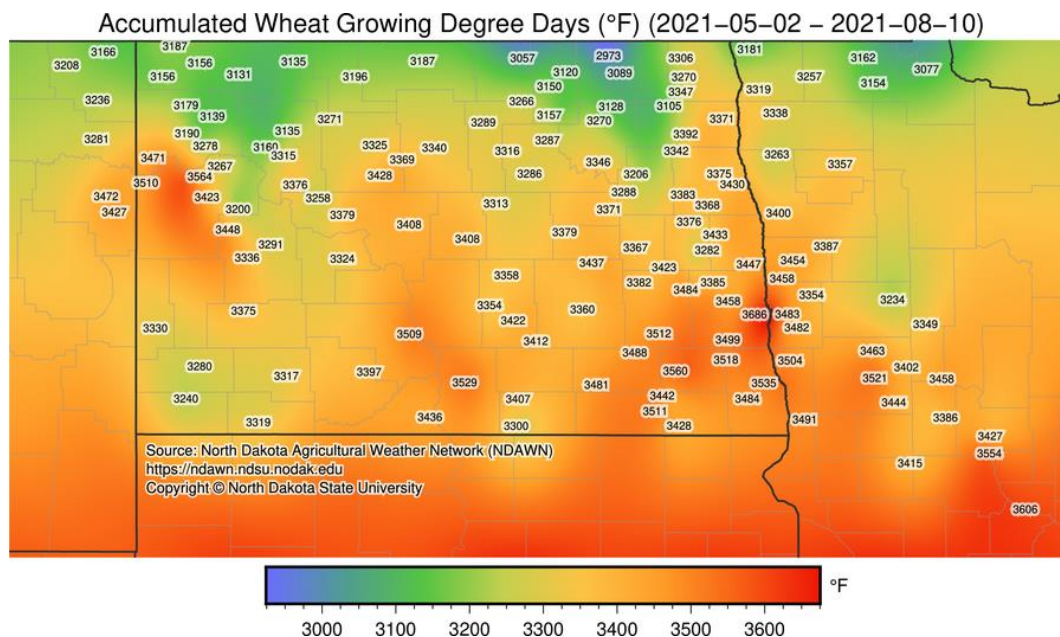 Accumulated Wheat Growing Degree Days (°F) (2021–05–02 – 2021–08–10)
3187 3181
3166 3057 2973 3306 3162
3208 3156 3135 3187
3156 3131 3196 3120 3089 3270 3257 3077
3150 3347 3319 3154
3236 3179 3266 3128 3105
3139 3271 3289 3157 3270 3371 3338
3281 3190 3135 3287 3392
3278 3160 3315 3325 3340 3316 3342 3263
3471 3267 3369 3346 3357
3510 3564 3376 3428 3286 3206 3375 3430
3472 3423 3258 3288 3383
3427 3200 3379 3313 3371 3368 3400
3448 3408 3379 3376 3433
3336 3291 3324 3408 3437 3367 3282 3387
3358 3423 3447 3454
3382 3484 3385 3458
3375 3354 3360 3458 3354 3234
3330 3422 3686 3483 3482 3349
3509 3412 3512 3499
3280 3488 3518 3504 3463 3402
3317 3397 3529 3481 3560 3535 3521 3458
3240 3407 3442 3484 3444
3319 3436 3300 3511 3428 3491 3386
3427
Source: North Dakota Agricultural Weather Network (NDAWN)
3554
https://ndawn.ndsu.nodak.edu
3415
Copyright © North Dakota State University
3606
°F
3000 3100 3200 3300 3400 3500 3600